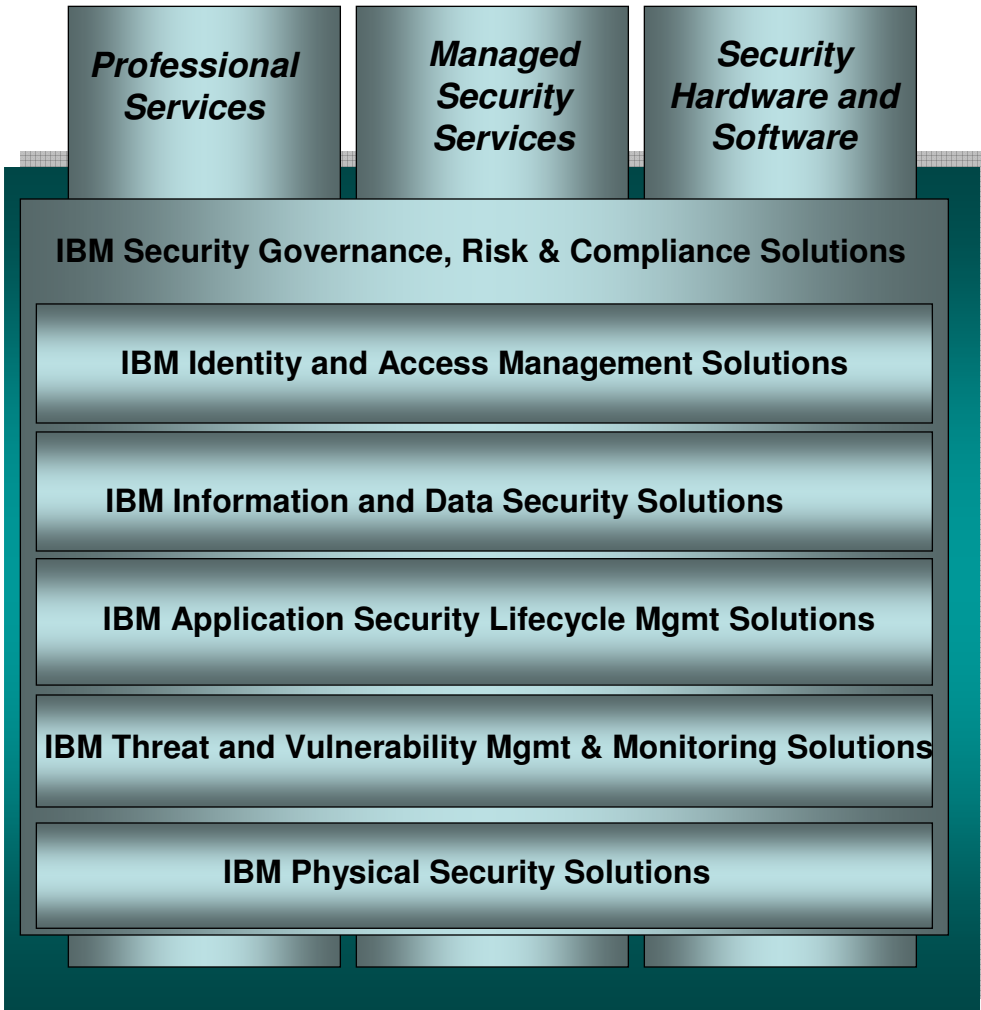 Professional
Services
Managed
Security
Services
Security
Hardware and
Software
IBM Security Governance, Risk & Compliance Solutions
IBM Identity and Access Management Solutions
IBM Information and Data Security Solutions
IBM Application Security Lifecycle Mgmt Solutions
IBM Threat and Vulnerability Mgmt & Monitoring Solutions
IBM Physical Security Solutions